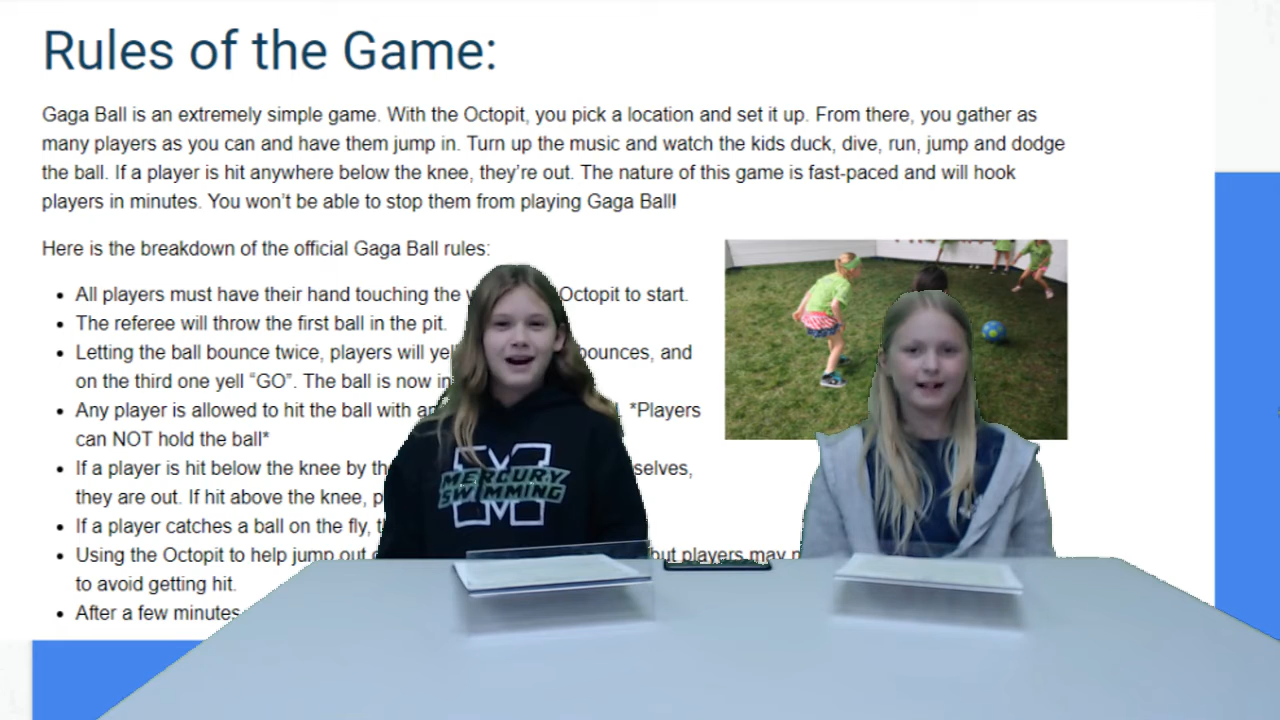 Rules of the Game:
Gaga Ball is an extremely simple game. With the Octopit, you pick a location and set it up. From there, you gather as
many players as you can and have them jump in. Turn up the music and watch the kids duck, dive, run, jump and dodge
the ball. If a player is hit anywhere below the knee, they're out. The nature of this game is fast-paced and will hook
players in minutes. You won't be able to stop them from playing Gaga Ball!
Here is the breakdown of the official Gaga Ball rules:
• All players must have their hand touching the Octopit to start.
• The referee will throw the first ball in the pit.
• Letting the ball bounce twice, players will bounces, and
on the third one yell “GO”. The ball is now in
• Any player is allowed to hit the ball with *Players
can NOT hold the ball*
• If a player is hit below the knee by
they are out. If hit above the knee,
• If a player catches a ball on the fly,
• Using the Octopit to help jump out but players may
to avoid getting hit.
• After a few minutes
M
MERCURY
SWIMMING